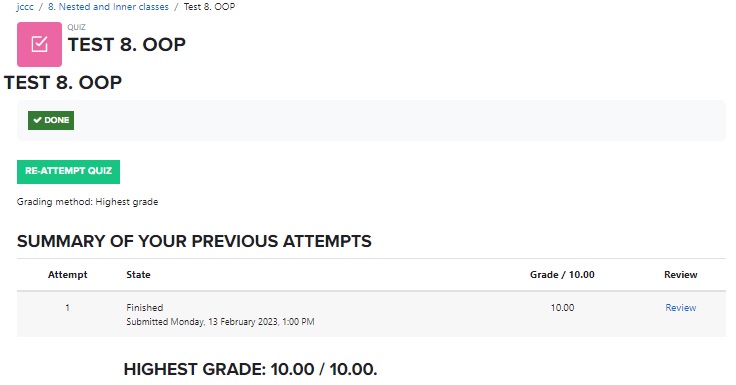 jccc / 8. Nested and Inner classes / Test 8. OOP
QUIZ
TEST 8. OOP
TEST 8. OOP
DONE
RE-ATTEMPT QUIZ
Grading method: Highest grade
SUMMARY OF YOUR PREVIOUS ATTEMPTS
Attempt State Grade / 10.00 Review
1 Finished 10.00 Review
Submitted Monday, 13 February 2023, 1:00 PM
HIGHEST GRADE: 10.00 / 10.00.